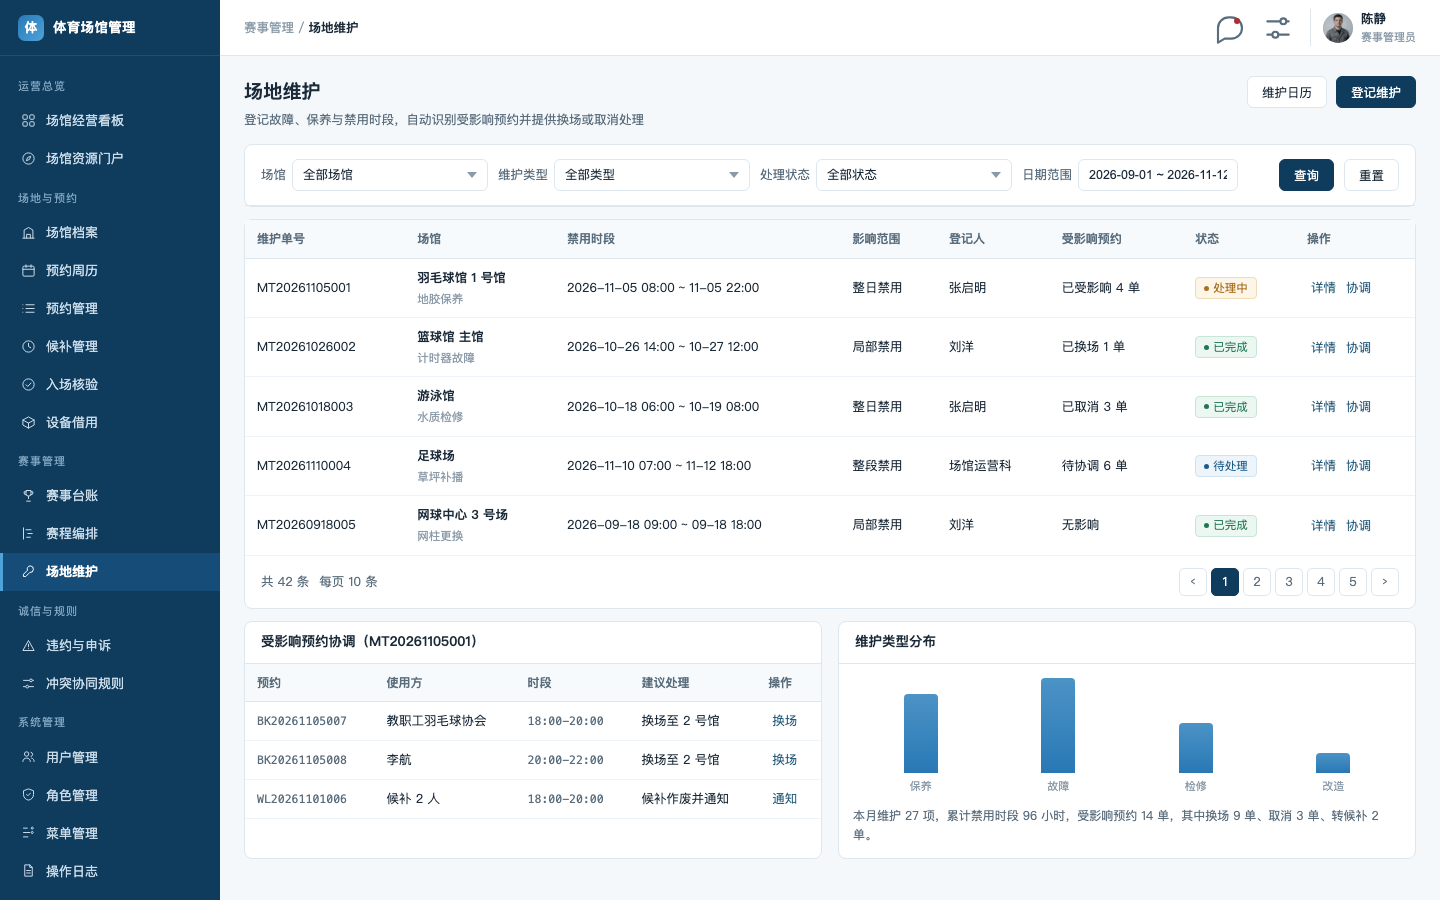 体 体育场馆管理
运营总览
场馆经营看板
场馆资源门户
场地与预约
场馆档案
预约周历
预约管理
候补管理
入场核验
设备借用
赛事管理
赛事台账
赛程编排
场地维护
诚信与规则
违约与申诉
冲突协同规则
系统管理
用户管理
角色管理
菜单管理
操作日志
赛事管理 / 场地维护
陈静
赛事管理员
场地维护
登记故障、保养与禁用时段，自动识别受影响预约并提供换场或取消处理
维护日历 登记维护
场馆 全部场馆 维护类型 全部类型 处理状态 全部状态 日期范围 2026-09-01 ~ 2026-11-12 查询 重置
维护单号 场馆 禁用时段 影响范围 登记人 受影响预约 状态 操作
MT20261105001 羽毛球馆 1 号馆 2026-11-05 08:00 ~ 11-05 22:00 整日禁用 张启明 已受影响 4 单 处理中 详情 协调
地胶保养
MT20261026002 篮球馆 主馆 2026-10-26 14:00 ~ 10-27 12:00 局部禁用 刘洋 已换场 1 单 已完成 详情 协调
计时器故障
MT20261018003 游泳馆 2026-10-18 06:00 ~ 10-19 08:00 整日禁用 张启明 已取消 3 单 已完成 详情 协调
水质检修
MT20261110004 足球场 2026-11-10 07:00 ~ 11-12 18:00 整段禁用 场馆运营科 待协调 6 单 待处理 详情 协调
草坪补播
MT20260918005 网球中心 3 号场 2026-09-18 09:00 ~ 09-18 18:00 局部禁用 刘洋 无影响 已完成 详情 协调
网柱更换
共 42 条 每页 10 条 ‹ 1 2 3 4 5 ›
受影响预约协调（MT20261105001）
预约 使用方 时段 建议处理 操作
BK20261105007 教职工羽毛球协会 18:00-20:00 换场至 2 号馆 换场
BK20261105008 李航 20:00-22:00 换场至 2 号馆 换场
WL20261101006 候补 2 人 18:00-20:00 候补作废并通知 通知
维护类型分布
保养 故障 检修 改造
本月维护 27 项，累计禁用时段 96 小时，受影响预约 14 单，其中换场 9 单、取消 3 单、转候补 2
单。